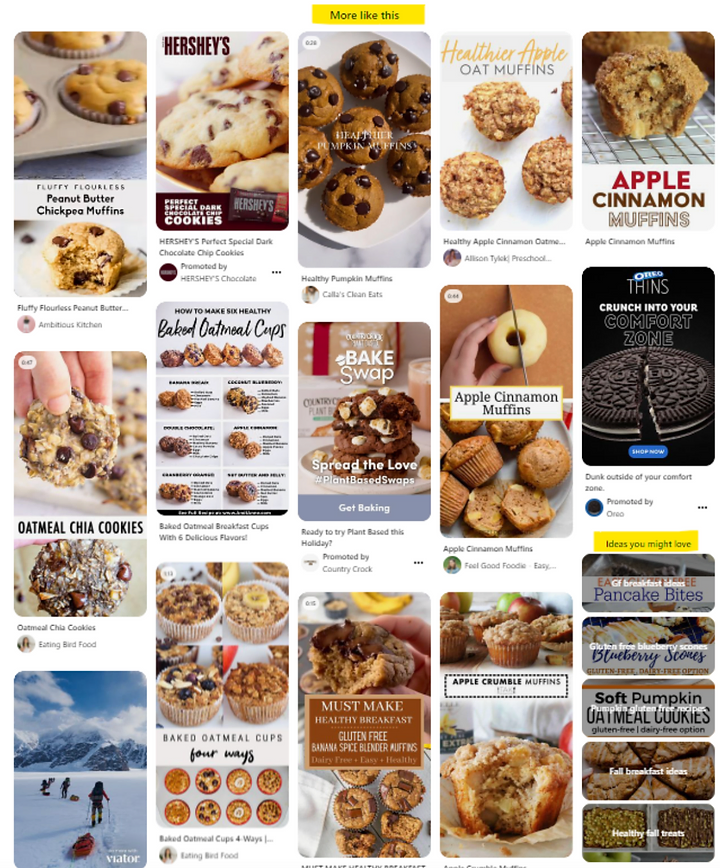 More like this
FLUFFY FLOURLESS
Peanut Butter
Chickpea Muffins
Fluffy Flourless Peanut Butter...
Ambitious Kitchen
0:47
OATMEAL CHIA COOKIES
Oatmeal Chia Cookies
Eating Bird Food
viator
HERSHEY'S
PERFECT
SPECIAL DARK
CHOCOLATE CHIP
COOKIES
HERSHEY'S
HERSHEY'S Perfect Special Dark
Chocolate Chip Cookies
Promoted by
HERSHEY'S Chocolate
HOW TO MAKE SIX HEALTHY
Baked Oatmeal Cups
BANANA BREAD:
COCONUT BLUEBERRY:
DOUBLE CHOCOLATE:
APPLE CINNAMON:
CRANBERRY ORANGE:
NUT BUTTER AND JELLY:
Baked Oatmeal Breakfast Cups
With 6 Delicious Flavors!
1:13
BAKED OATMEAL CUPS
four ways
Baked Oatmeal Cups 4-Ways |...
Eating Bird Food
0:28
HEALTHIER
PUMPKIN MUFFINS
Healthy Pumpkin Muffins
Calla's Clean Eats
BAKE
Swap
Spread the Love
#PlantBasedSwaps
Get Baking
Ready to try Plant Based this
Holiday?
Promoted by
Country Crock
0:15
MUST MAKE
HEALTHY BREAKFAST
GLUTEN FREE
BANANA SPICE BLENDER MUFFINS
Dairy Free + Easy + Healthy
MUST MAKE HEALTHY BREAKFAST
Healthier Apple
OAT MUFFINS
Healthy Apple Cinnamon Oatme...
Allison Tylek| Preschool...
0:44
Apple Cinnamon
Muffins
Apple Cinnamon Muffins
Feel Good Foodie - Easy,...
APPLE CRUMBLE MUFFINS
Apple Crumble Muffins
APPLE
CINNAMON
MUFFINS
Apple Cinnamon Muffins
OREO
THINS
CRUNCH INTO YOUR
COMFORT
ZONE
SHOP NOW
Dunk outside of your comfort
zone.
Promoted by
Oreo
Ideas you might love
Gf breakfast ideas
Pancake Bites
Gluten free blueberry scones
Blueberry Scones
GLUTEN-FREE, DAIRY-FREE OPTION
Soft Pumpkin
Pumpkin gluten free recipes
OATMEAL COOKIES
gluten-free | dairy-free option
Fall breakfast ideas
Healthy fall treats